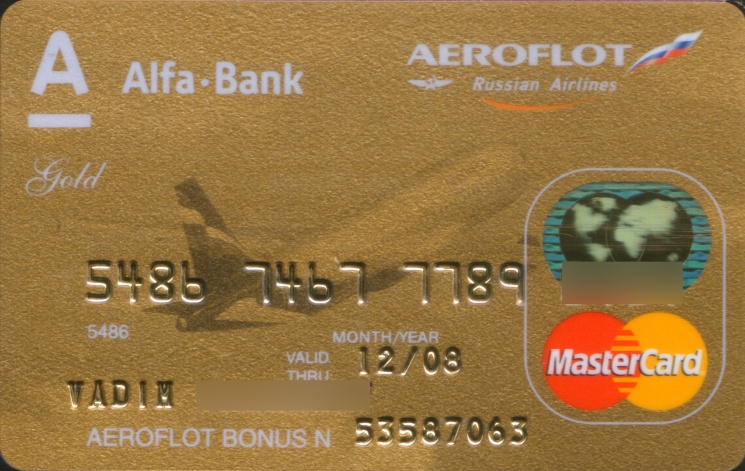 A Alfa·Bank
AEROFLOT
Russian Airlines
Gold
5486 7467 7789
5486
MONTH/YEAR
VALID THRU 12/08
VADIM
MasterCard
AEROFLOT BONUS N 53587063